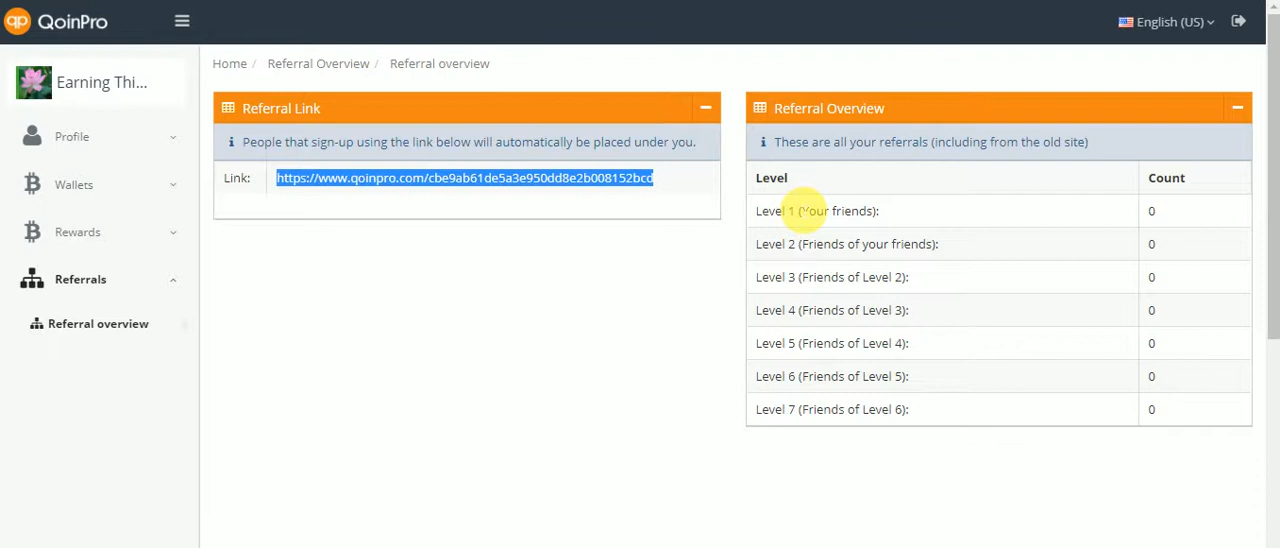 qp QoinPro
English (US)
Earning Thi...
Profile
Wallets
Rewards
Referrals
Referral overview
Home / Referral Overview / Referral overview
Referral Link
People that sign-up using the link below will automatically be placed under you.
Link: https://www.qoinpro.com/cbe9ab61de5a3e950dd8e2b008152bcd
Referral Overview
These are all your referrals (including from the old site)
Level Count
Level 1 (Your friends): 0
Level 2 (Friends of your friends): 0
Level 3 (Friends of Level 2): 0
Level 4 (Friends of Level 3): 0
Level 5 (Friends of Level 4): 0
Level 6 (Friends of Level 5): 0
Level 7 (Friends of Level 6): 0